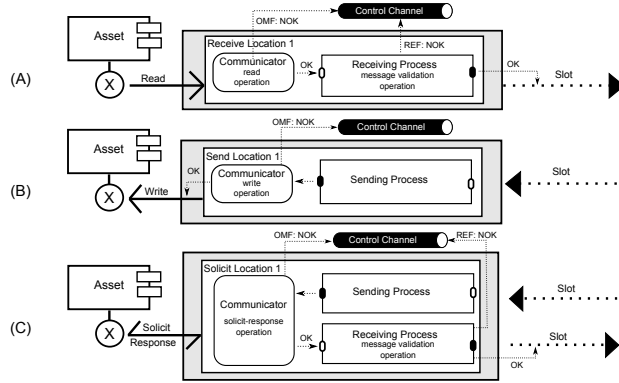 Control Channel
OMF: NOK
Asset
Receive Location 1
REF: NOK
Communicator
read
operation
OK
Receiving Process
message validation
operation
OK
Slot
(A)
X
Read
Control Channel
OMF: NOK
Asset
Send Location 1
OK
Communicator
write
operation
Sending Process
Slot
(B)
X
Write
OMF: NOK
Control Channel
REF: NOK
Asset
Solicit Location 1
Communicator
solicit-response
operation
Sending Process
Slot
(C)
X
Solicit
Response
OK
Receiving Process
message validation
operation
Slot
OK